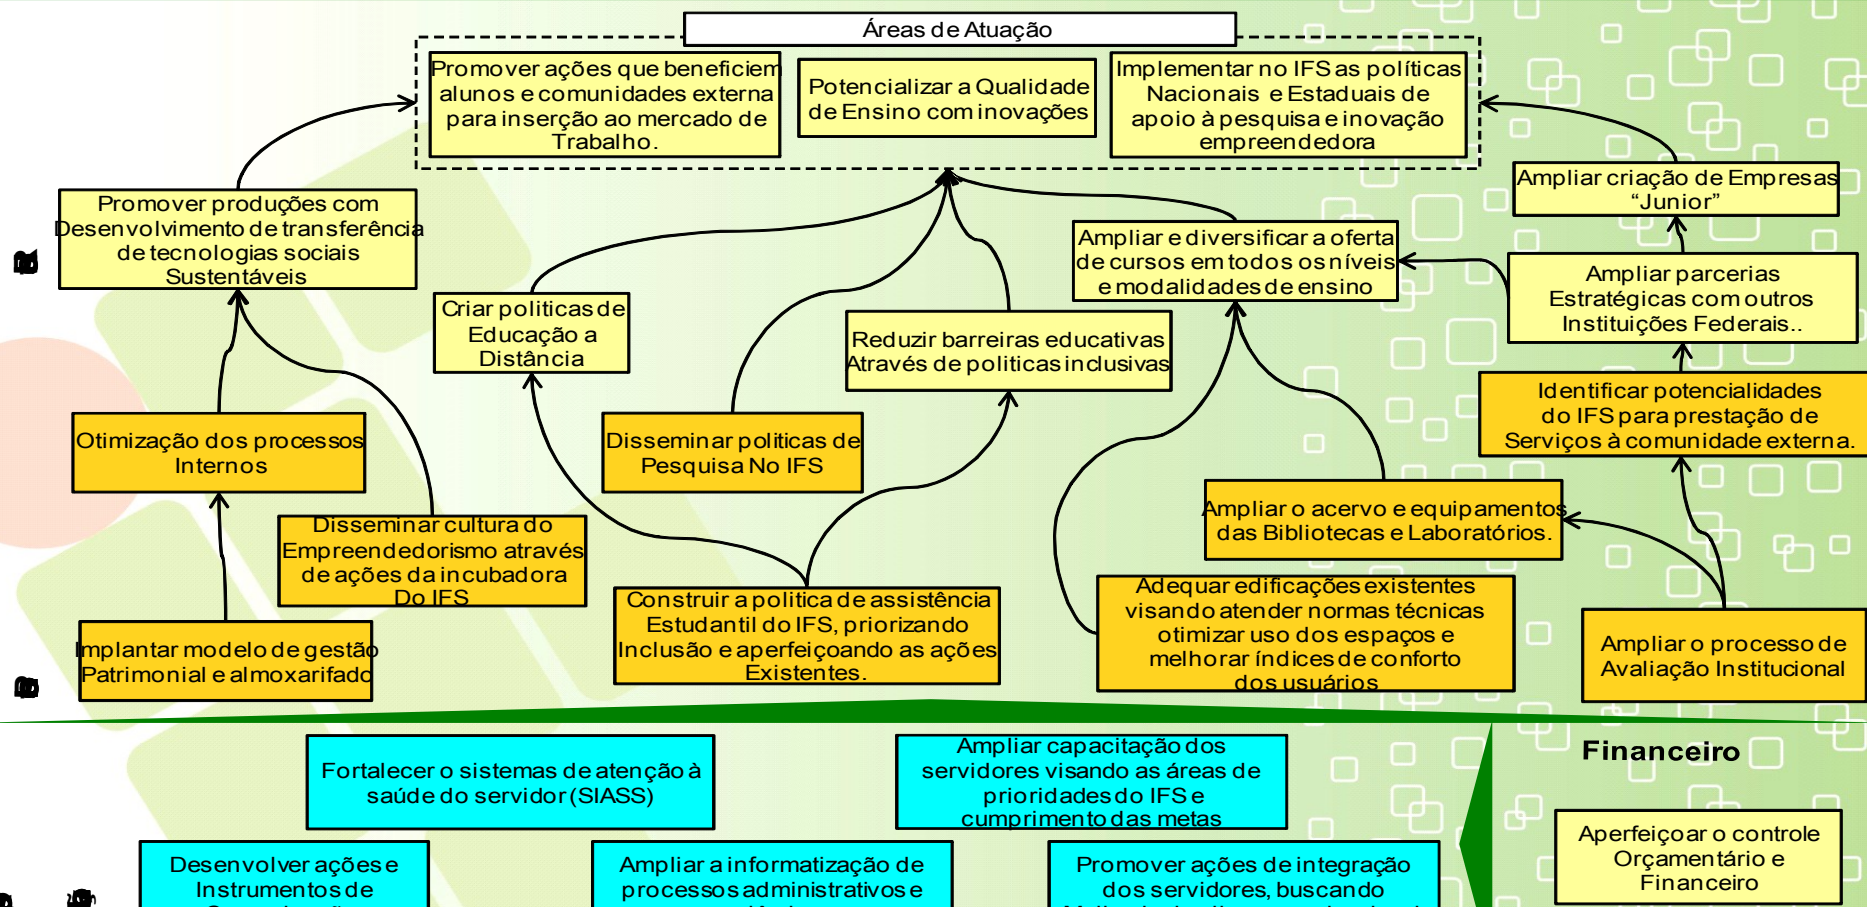 Áreas de Atuação
Promover ações que beneficiem
alunos e comunidades externa
para inserção ao mercado de
Trabalho.
Potencializar a Qualidade
de Ensino com inovações
Implementar no IFS as políticas
Nacionais e Estaduais de
apoio à pesquisa e inovação
empreendedora
Ampliar criação de Empresas
“Junior”
Promover produções com
Desenvolvimento de transferência
de tecnologias sociais
Sustentáveis
Ampliar e diversificar a oferta
de cursos em todos os níveis
e modalidades de ensino
Ampliar parcerias
Estratégicas com outros
Instituições Federais..
Criar politicas de
Educação a
Distância
Reduzir barreiras educativas
Através de politicas inclusivas
Identificar potencialidades
do IFS para prestação de
Serviços à comunidade externa.
Otimização dos processos
Internos
Disseminar politicas de
Pesquisa No IFS
Ampliar o acervo e equipamentos
das Bibliotecas e Laboratórios.
Disseminar cultura do
Empreendedorismo através
de ações da incubadora
Do IFS
Construir a politica de assistência
Estudantil do IFS, priorizando
Inclusão e aperfeiçoando as ações
Existentes.
Adequar edificações existentes
visando atender normas técnicas
otimizar uso dos espaços e
melhorar índices de conforto
dos usuários
Ampliar o processo de
Avaliação Institucional
Implantar modelo de gestão
Patrimonial e almoxarifado
Fortalecer o sistemas de atenção à
saúde do servidor (SIASS)
Ampliar capacitação dos
servidores visando as áreas de
prioridades do IFS e
cumprimento das metas
Financeiro
Aperfeiçoar o controle
Orçamentário e
Financeiro
Desenvolver ações e
Instrumentos de
Ampliar a informatização de
processos administrativos e
Promover ações de integração
dos servidores, buscando